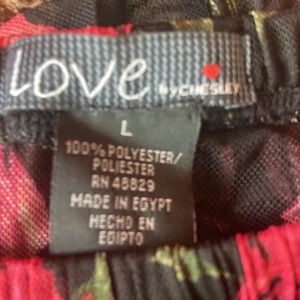 Love
by CHESLEY
L
100% POLYESTER/
POLIESTER
RN 48829
MADE IN EGYPT
HECHO EN
EGIPTO